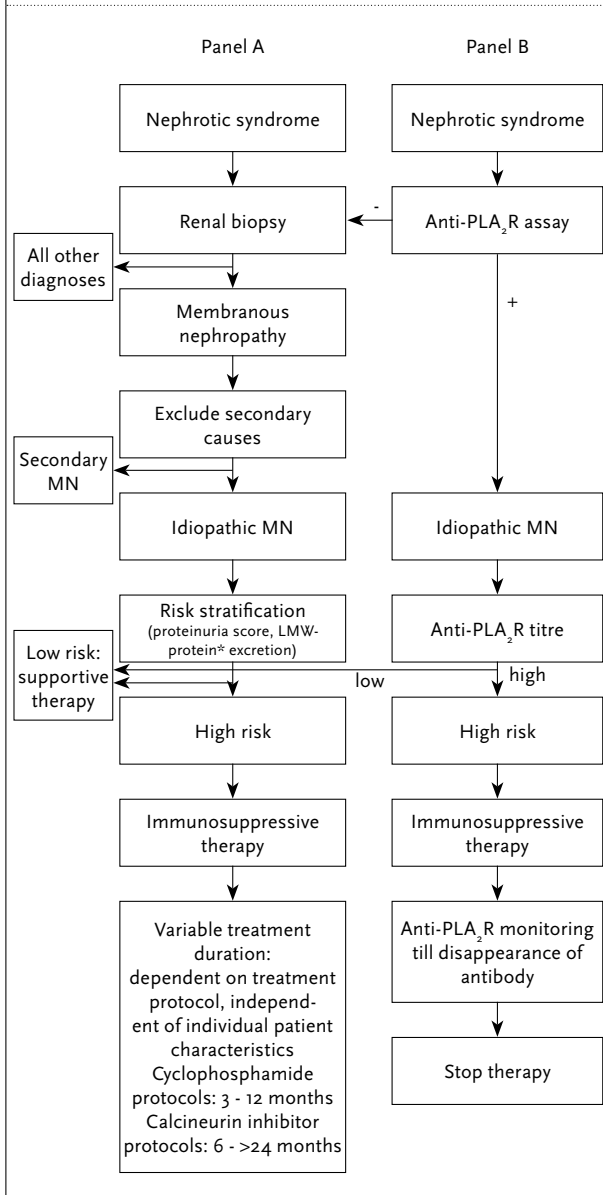 Panel A
Panel B
Nephrotic syndrome
Nephrotic syndrome
Renal biopsy
-
Anti-PLA₂R assay
All other
diagnoses
+
Membranous
nephropathy
Exclude secondary
causes
Secondary
MN
Idiopathic MN
Idiopathic MN
Risk stratification
(proteinuria score, LMW-
protein* excretion)
Anti-PLA₂R titre
Low risk:
supportive
therapy
low
high
High risk
High risk
Immunosuppressive
therapy
Immunosuppressive
therapy
Variable treatment
duration:
dependent on treatment
protocol, independ-
ent of individual patient
characteristics
Cyclophosphamide
protocols: 3 - 12 months
Calcineurin inhibitor
protocols: 6 - >24 months
Anti-PLA₂R monitoring
till disappearance of
antibody
Stop therapy